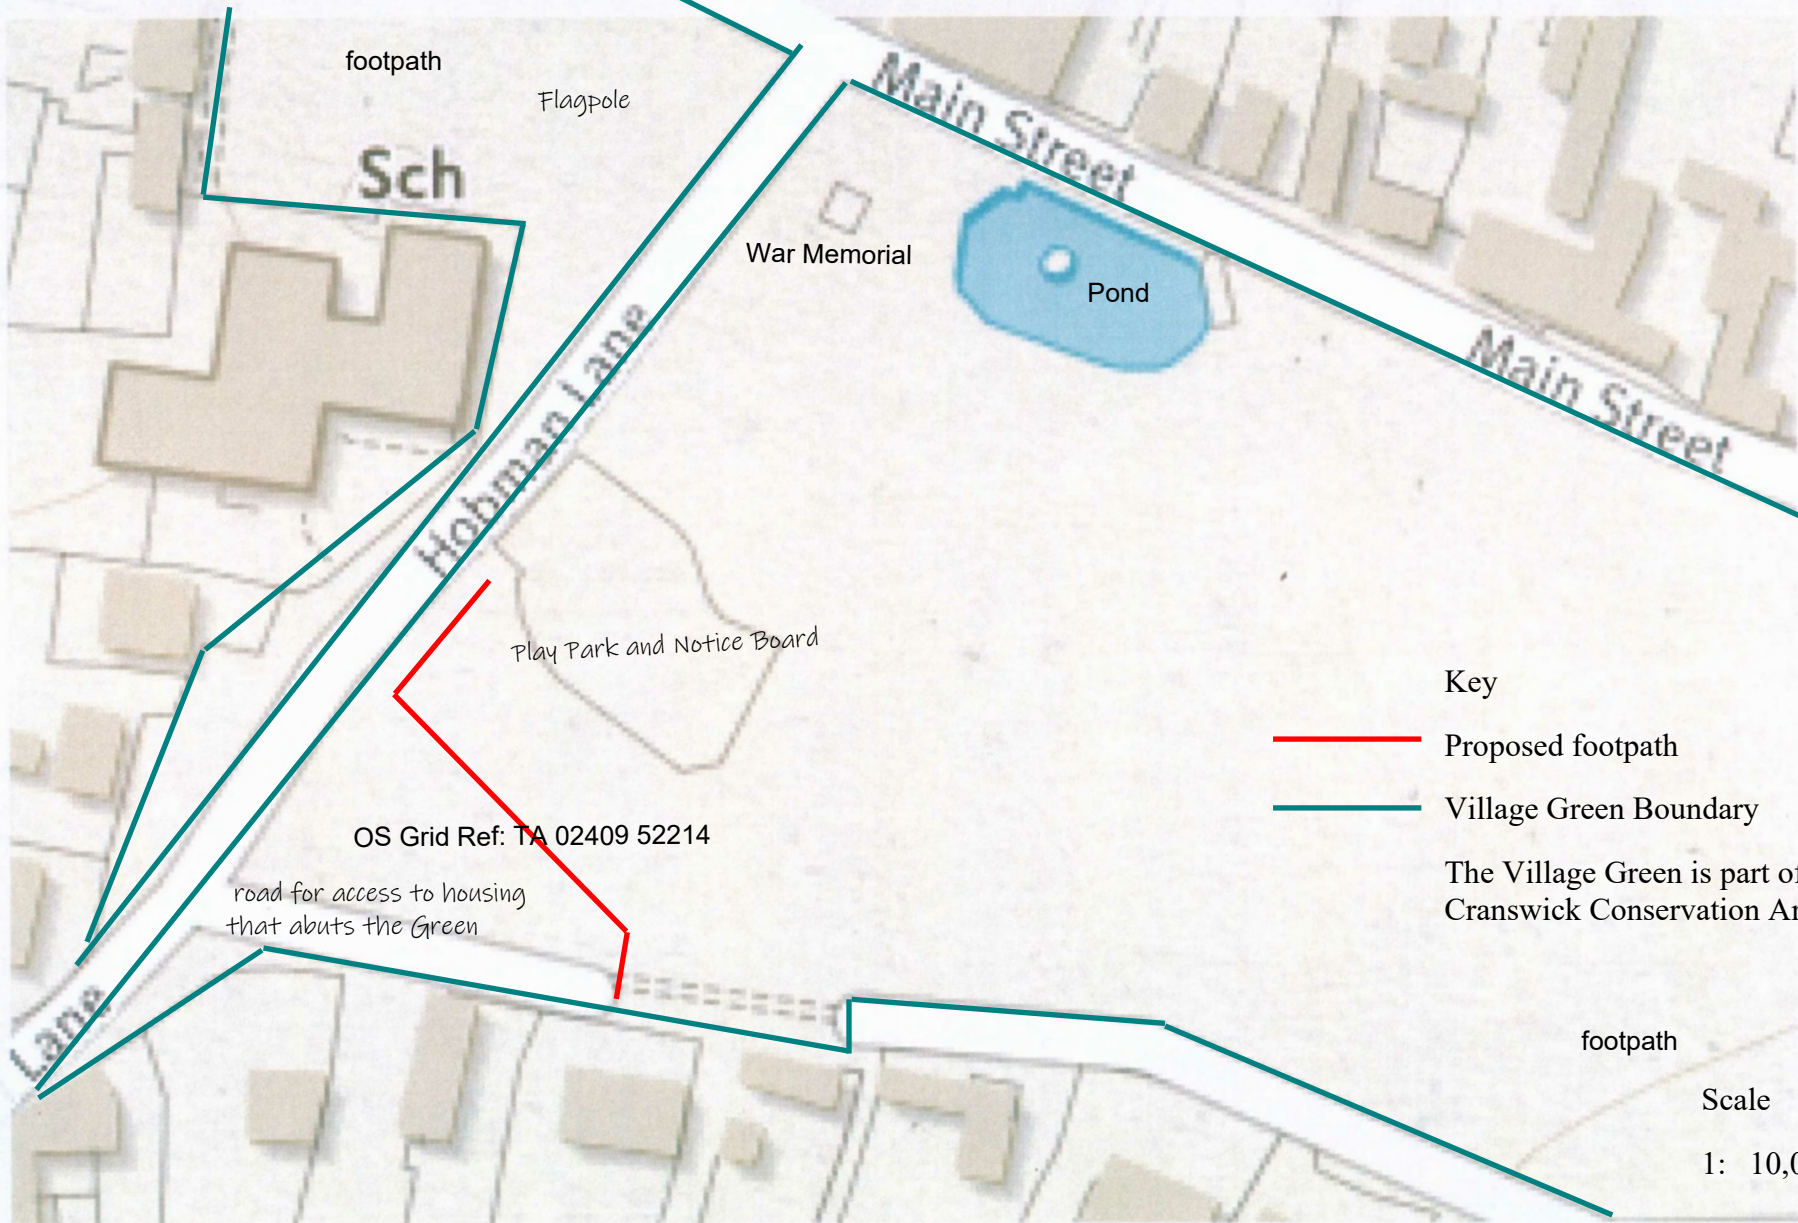 footpath
Flagpole
Main Street
Sch
War Memorial
Pond
Main Street
Hobman Lane
Play Park and Notice Board
Key
Proposed footpath
OS Grid Ref: TA 02409 52214
Village Green Boundary
road for access to housing
that abuts the Green
The Village Green is part of
Cranswick Conservation
Lane
footpath
Scale
1: 10,0